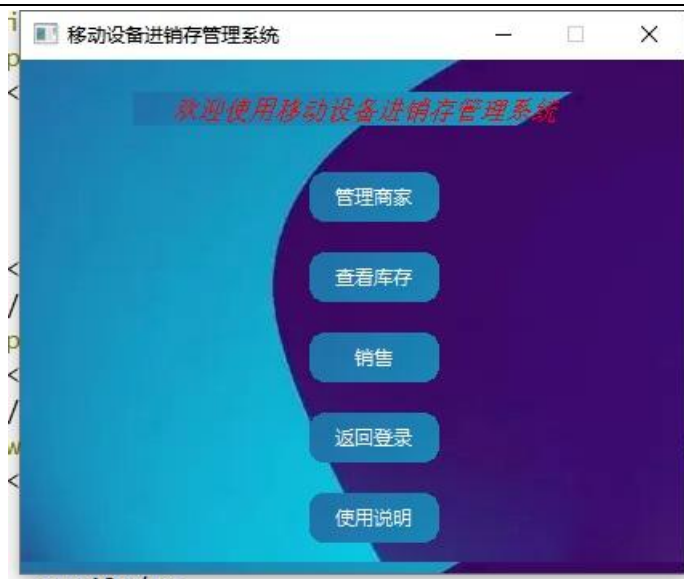 移动设备进销存管理系统
欢迎使用移动设备进销存管理系统
管理商家
查看库存
销售
返回登录
使用说明